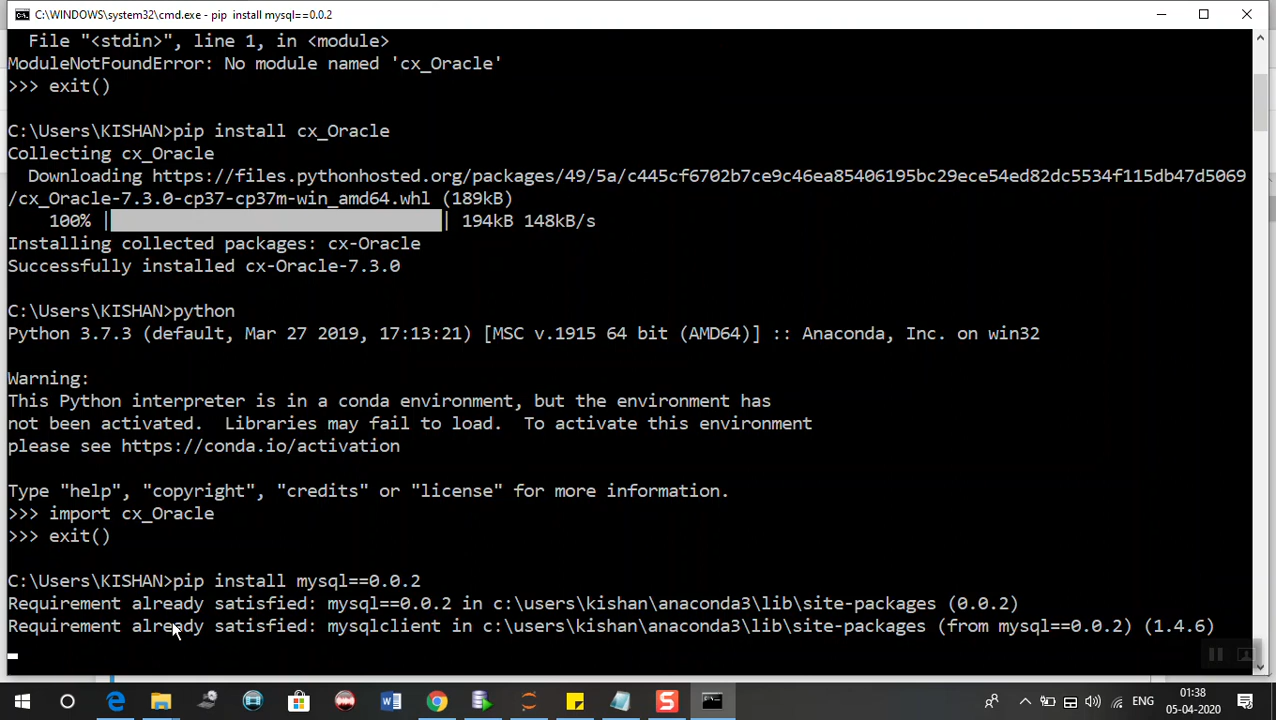 C:\WINDOWS\system32\cmd.exe - pip install mysql==0.0.2
File "<stdin>", line 1, in <module>
ModuleNotFoundError: No module named 'cx_Oracle'
>>> exit()
C:\Users\KISHAN>pip install cx_Oracle
Collecting cx_Oracle
Downloading https://files.pythonhosted.org/packages/49/5a/c445cf6702b7ce9c46ea85406195bc29ece54ed82dc5534f115db47d5069
/cx_Oracle-7.3.0-cp37-cp37m-win_amd64.whl (189kB)
100% | | 194kB 148kB/s
Installing collected packages: cx-Oracle
Successfully installed cx-Oracle-7.3.0
C:\Users\KISHAN>python
Python 3.7.3 (default, Mar 27 2019, 17:13:21) [MSC v.1915 64 bit (AMD64)] :: Anaconda, Inc. on win32
Warning:
This Python interpreter is in a conda environment, but the environment has
not been activated.  Libraries may fail to load.  To activate this environment
please see https://conda.io/activation
Type "help", "copyright", "credits" or "license" for more information.
>>> import cx_Oracle
>>> exit()
C:\Users\KISHAN>pip install mysql==0.0.2
Requirement already satisfied: mysql==0.0.2 in c:\users\kishan\anaconda3\lib\site-packages (0.0.2)
Requirement already satisfied: mysqlclient in c:\users\kishan\anaconda3\lib\site-packages (from mysql==0.0.2) (1.4.6)
ENG
01:38
05-04-2020